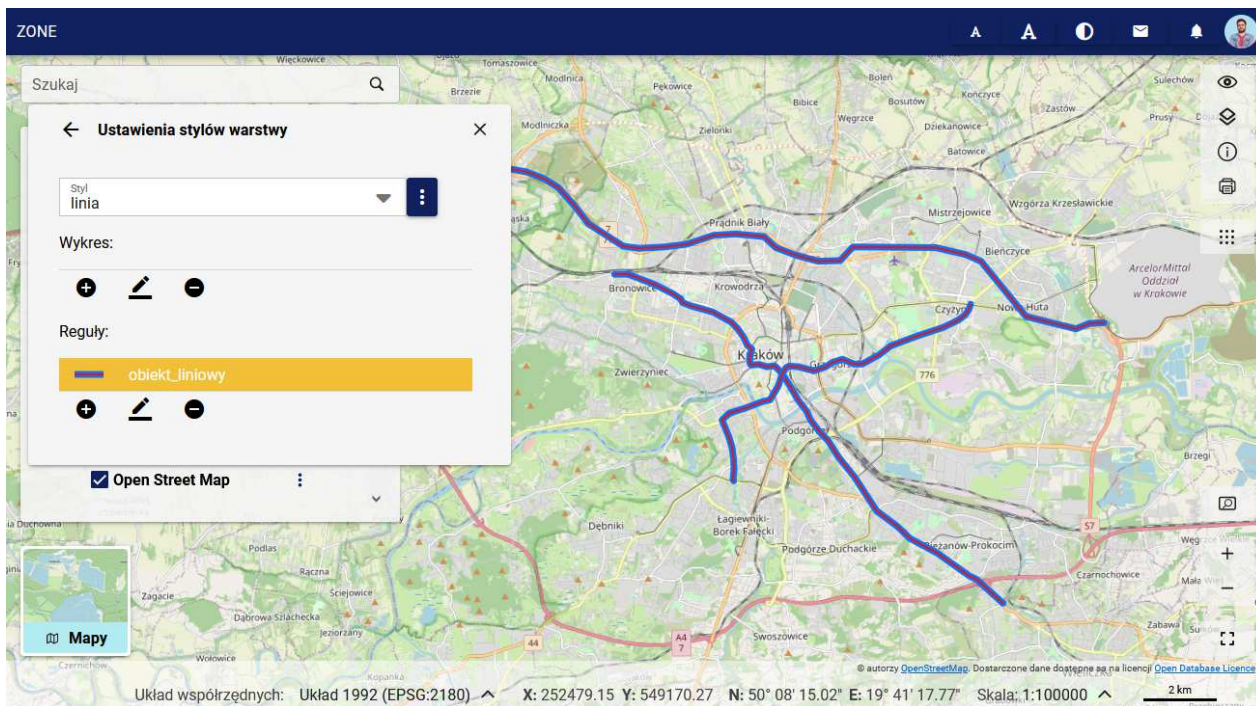 ZONE
A A
Więckowice
Tomaszowice
Szukaj
Brzezie
Modlnica
Pękowice
Boleń
Kończyce
Sulechów
Bibice
Bosutów
Zastów
Węgrzce
Prusy
Ustawienia stylów warstwy
Modlniczka
Zielonki
Dziekanowice
Batowice
Styl
linia
Wzgórza Krzesławickie
Mistrzejowice
Prądnik Biały
7
Wykres:
Bieńczyce
ArcelorMittal
Oddział
w Krakowie
Bronowice
Krowodrza
Czyżyny
Nowa Huta
Reguły:
Kraków
obiekt_liniowy
Zwierzyniec
776
Podgórze
Brzegi
Open Street Map
Łagiewniki-
Borek Fałęcki
Dębniki
S7
Podgórze Duchackie
Bieżanów-Prokocim
Podlas
Rączna
Czarnochowice
Ściejowice
Zagacie
Dąbrowa Szlachecka
Jeziorzany
Mapy
44
A4
7
Swoszowice
Zabawa
Czernichów
Wołowice
Kopanka
© autorzy OpenStreetMap. Dostarczone dane dostępne są na licencji Open Database Licence
Układ współrzędnych: Układ 1992 (EPSG:2180) X: 252479.15 Y: 549170.27 N: 50° 08' 15.02" E: 19° 41' 17.77" Skala: 1:100000 2 km